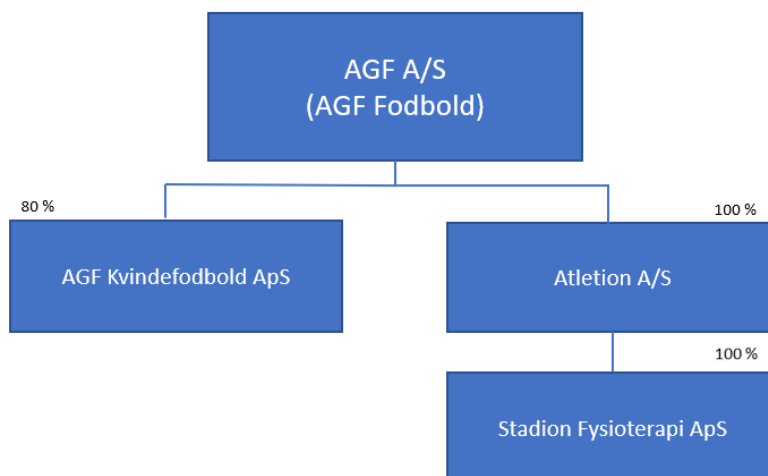 AGF A/S
(AGF Fodbold)
80 %
100 %
AGF Kvindefodbold ApS
Atletion A/S
100 %
Stadion Fysioterapi ApS